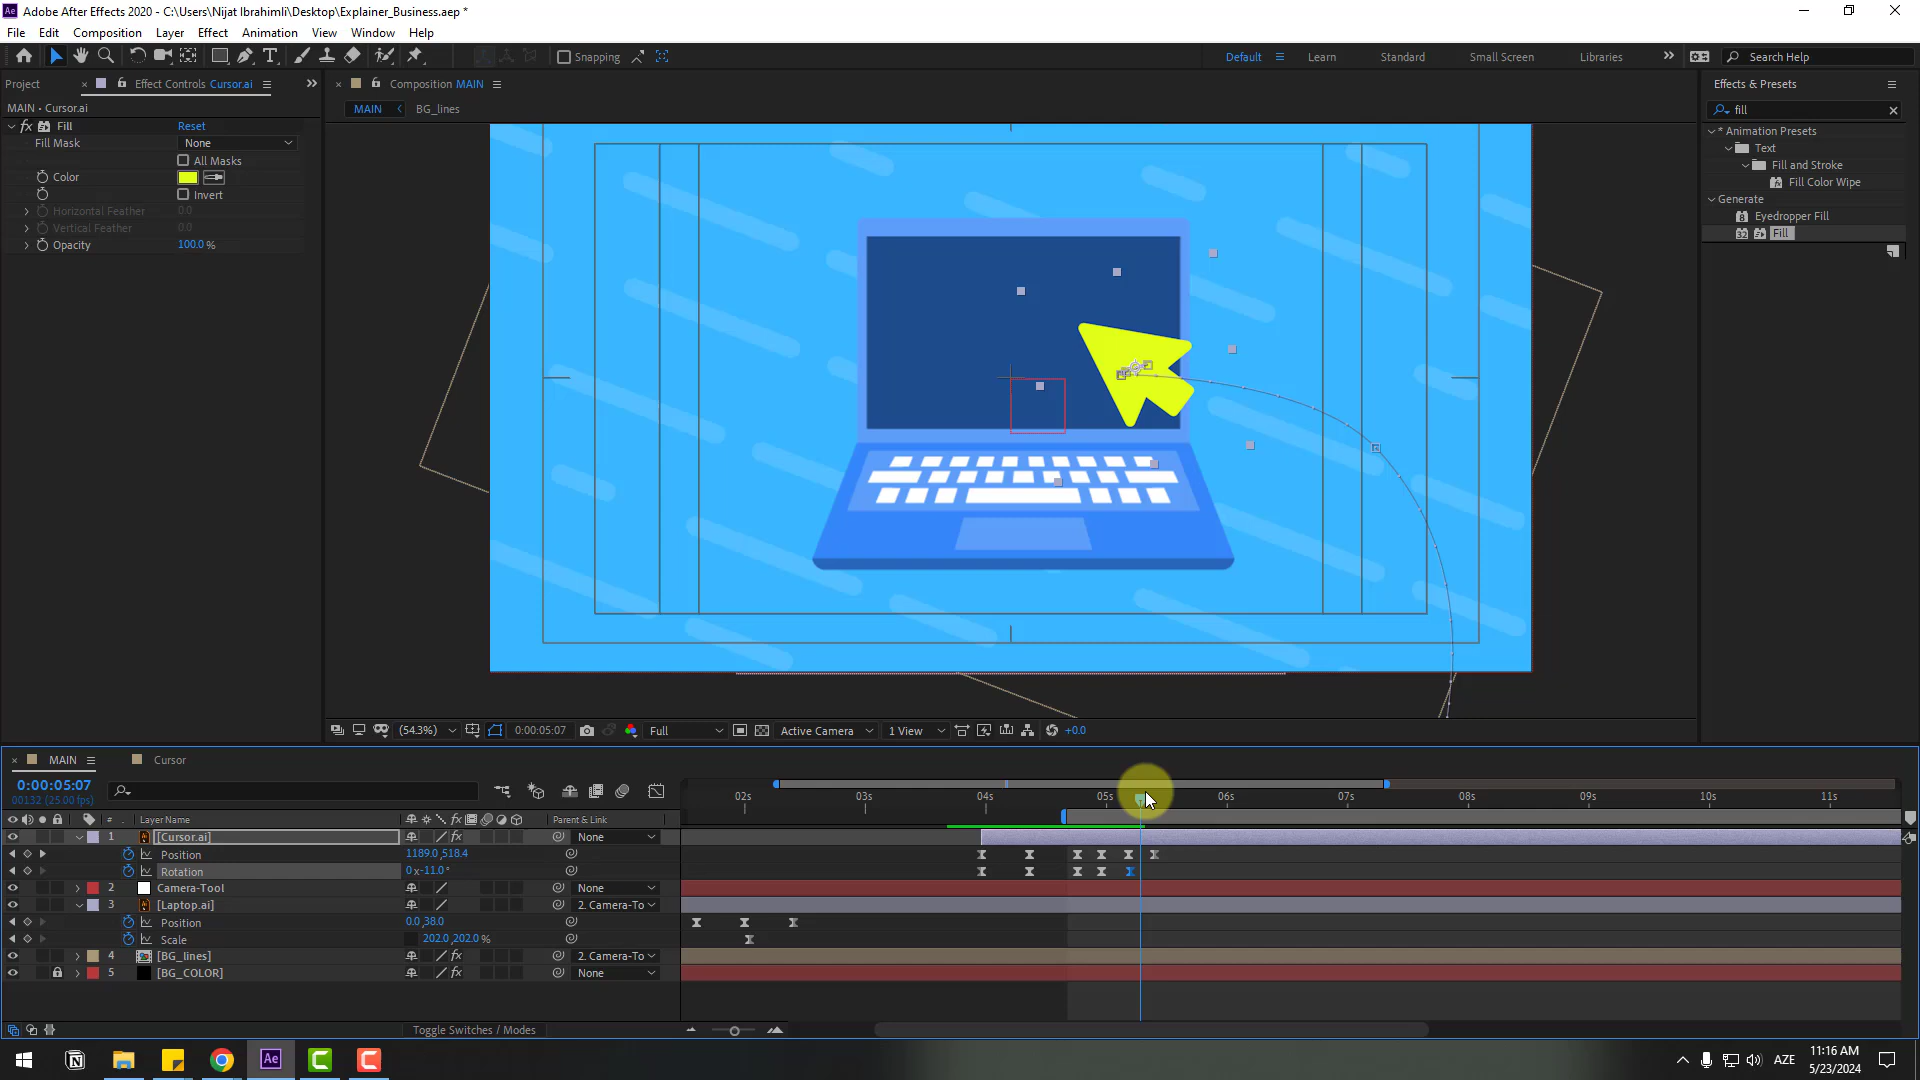 Adobe After Effects 2020 - C:\Users\Nijat Ibrahimli\Desktop\Explainer_Business.aep *
File Edit Composition Layer Effect Animation View Window Help
Snapping
Default Learn Standard Small Screen Libraries Search Help
Project Effect Controls Cursor.ai
Composition MAIN
Effects & Presets
MAIN BG_lines
MAIN • Cursor.ai
fill
fx Fill Reset
Fill Mask None
All Masks
Color
Invert
Horizontal Feather 0.0
Vertical Feather 0.0
Opacity 100.0 %
* Animation Presets
Text
Fill and Stroke
Fill Color Wipe
Generate
Eyedropper Fill
Fill
(54.3%) 0:00:05:07 Full Active Camera 1 View +0.0
MAIN Cursor
0:00:05:07
00132 (25.00 fps)
02s 03s 04s 05s 06s 07s 08s 09s 10s 11s
# Layer Name Parent & Link
1 [Cursor.ai] None
Position 1189.0,518.4
Rotation 0x-11.0°
2 Camera-Tool None
3 [Laptop.ai] 2. Camera-To
Position 0.0,38.0
Scale 202.0,202.0 %
4 [BG_lines] 2. Camera-To
5 [BG_COLOR] None
Toggle Switches / Modes
Ae
AZE
11:16 AM
5/23/2024